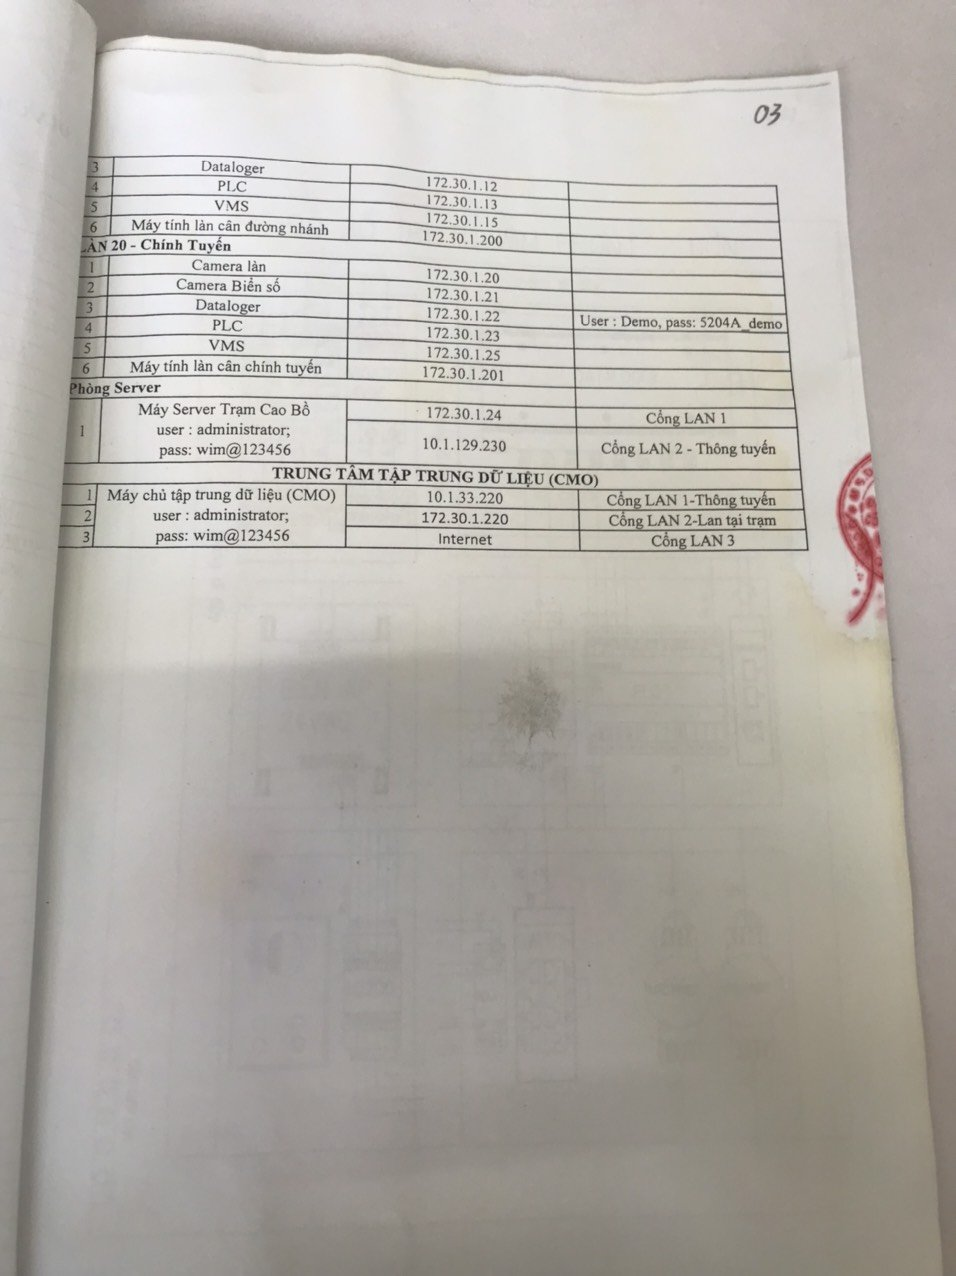 03
3 Dataloger 172.30.1.12
4 PLC 172.30.1.13
5 VMS 172.30.1.15
6 Máy tính làn cân đường nhánh 172.30.1.200
LÀN 20 - Chính Tuyến
1 Camera làn 172.30.1.20
2 Camera Biển số 172.30.1.21
3 Dataloger 172.30.1.22 User : Demo, pass: 5204A_demo
4 PLC 172.30.1.23
5 VMS 172.30.1.25
6 Máy tính làn cân chính tuyến 172.30.1.201
Phòng Server
1 Máy Server Trạm Cao Bồ 172.30.1.24 Cổng LAN 1
user : administrator;
pass: wim@123456 10.1.129.230 Cổng LAN 2 - Thông tuyến
TRUNG TÂM TẬP TRUNG DỮ LIỆU (CMO)
1 Máy chủ tập trung dữ liệu (CMO) 10.1.33.220 Cổng LAN 1-Thông tuyến
2 user : administrator; 172.30.1.220 Cổng LAN 2-Lan tại trạm
3 pass: wim@123456 Internet Cổng LAN 3